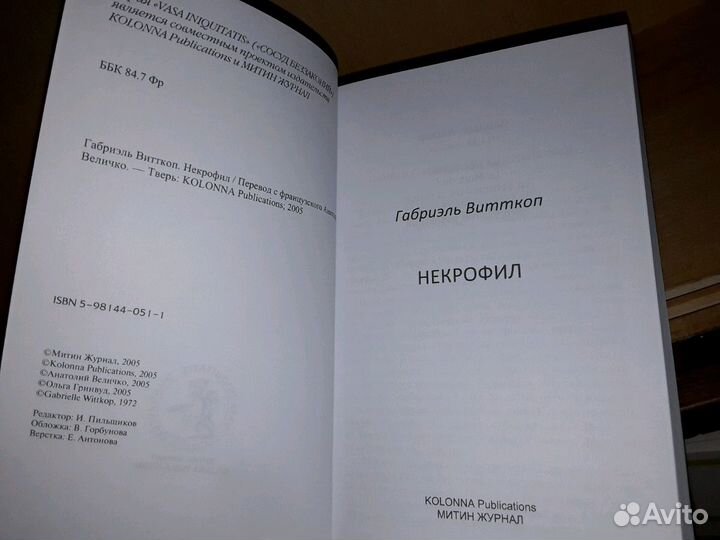 ия «VASA INIQUITATIS» («СОСУД БЕЗЗАКОНИЙ»)
является совместным проектом издательств
KOLONNA Publications и МИТИН ЖУРНАЛ
ББК 84.7 Фр
Габриэль Витткоп. Некрофил / Перевод с французского
Величко. — Тверь: KOLONNA Publications; 2005
ISBN 5-98144-051-1
©Митин Журнал, 2005
©Kolonna Publications, 2005
©Анатолий Величко, 2005
©Ольга Гринвуд, 2005
©Gabrielle Wittkop, 1972
Редактор: И. Пильщиков
Обложка: В. Горбунова
Верстка: Е. Антонова
Габриэль Витткоп
НЕКРОФИЛ
KOLONNA Publications
МИТИН ЖУРНАЛ
Avito